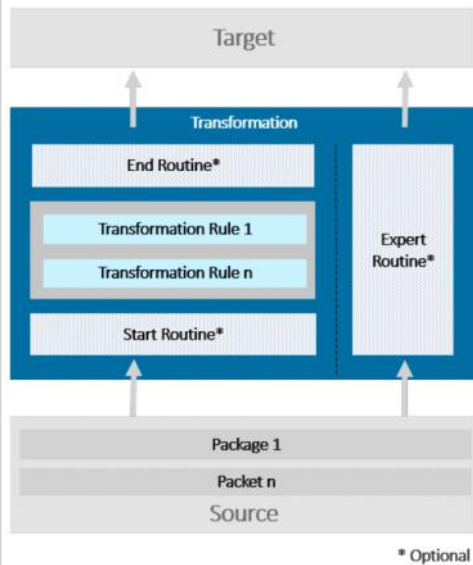 Target
Transformation
End Routine*
Transformation Rule 1
Transformation Rule n
Expert
Routine*
Start Routine*
Package 1
Packet n
Source
* Optional